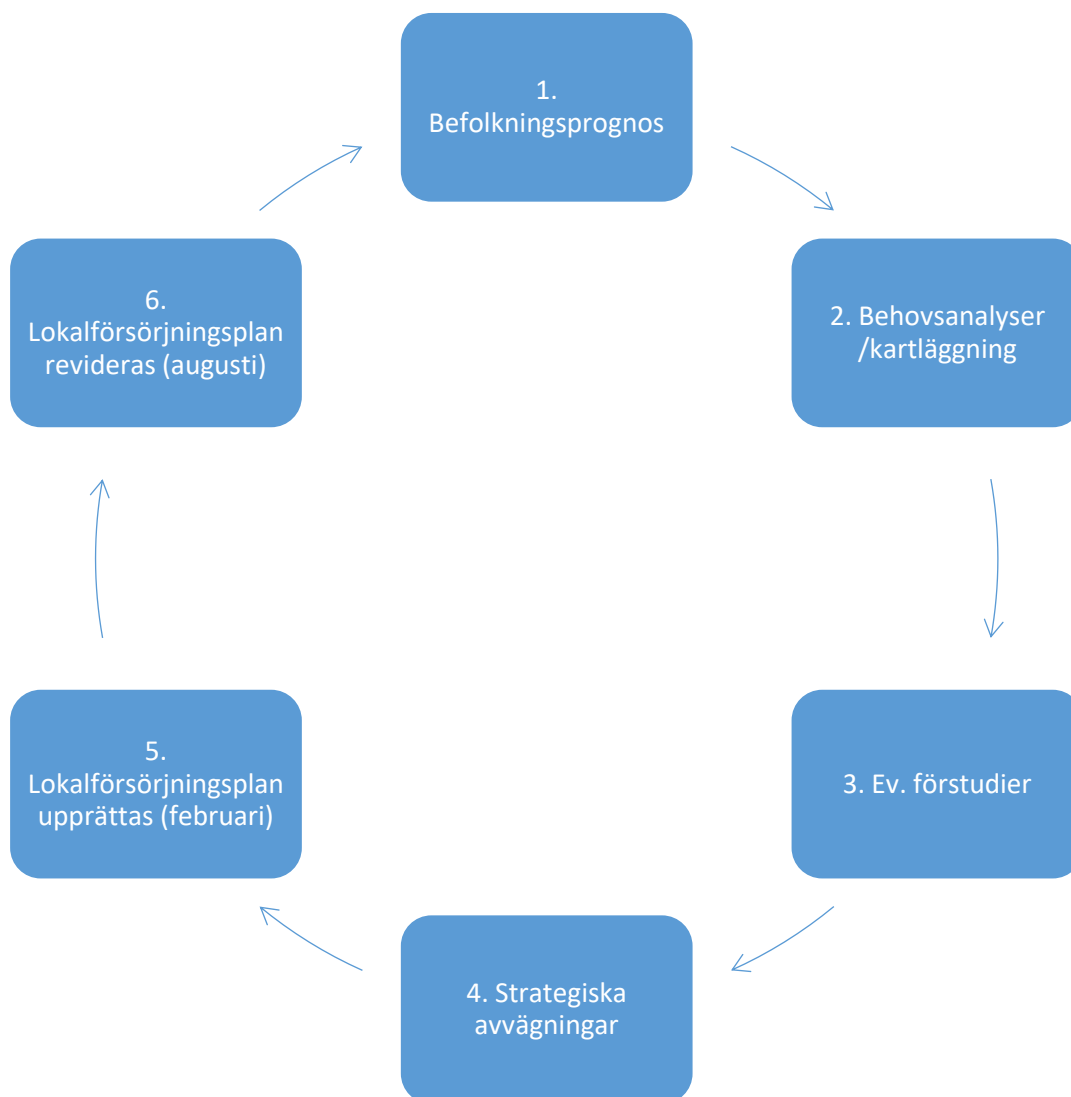 1.
Befolkningsprognos
2. Behovsanalyser
/kartläggning
3. Ev. förstudier
4. Strategiska
avvägningar
5.
Lokalförsörjningsplan
upprättas (februari)
6.
Lokalförsörjningsplan
revideras (augusti)